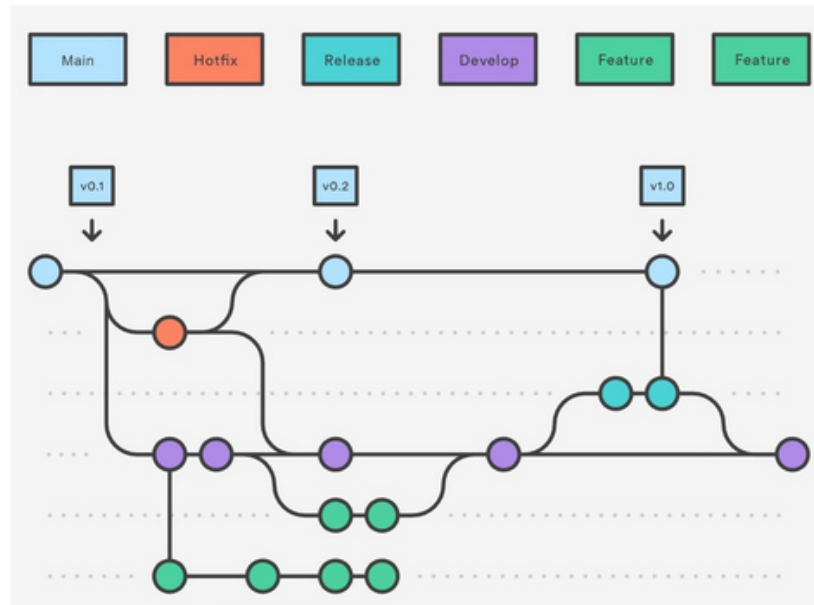 Main
Hotfix
Release
Develop
Feature
Feature
v0.1
v0.2
v1.0